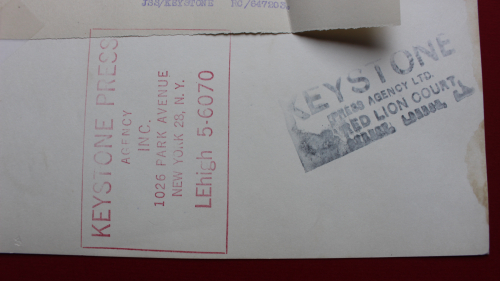 KEYSTONE PRESS
AGENCY
INC.
1026 PARK AVENUE
NEW YORK 28, N.Y.
LEhigh 5-6070
KEYSTONE
PRESS AGENCY LTD.
RED LION COURT